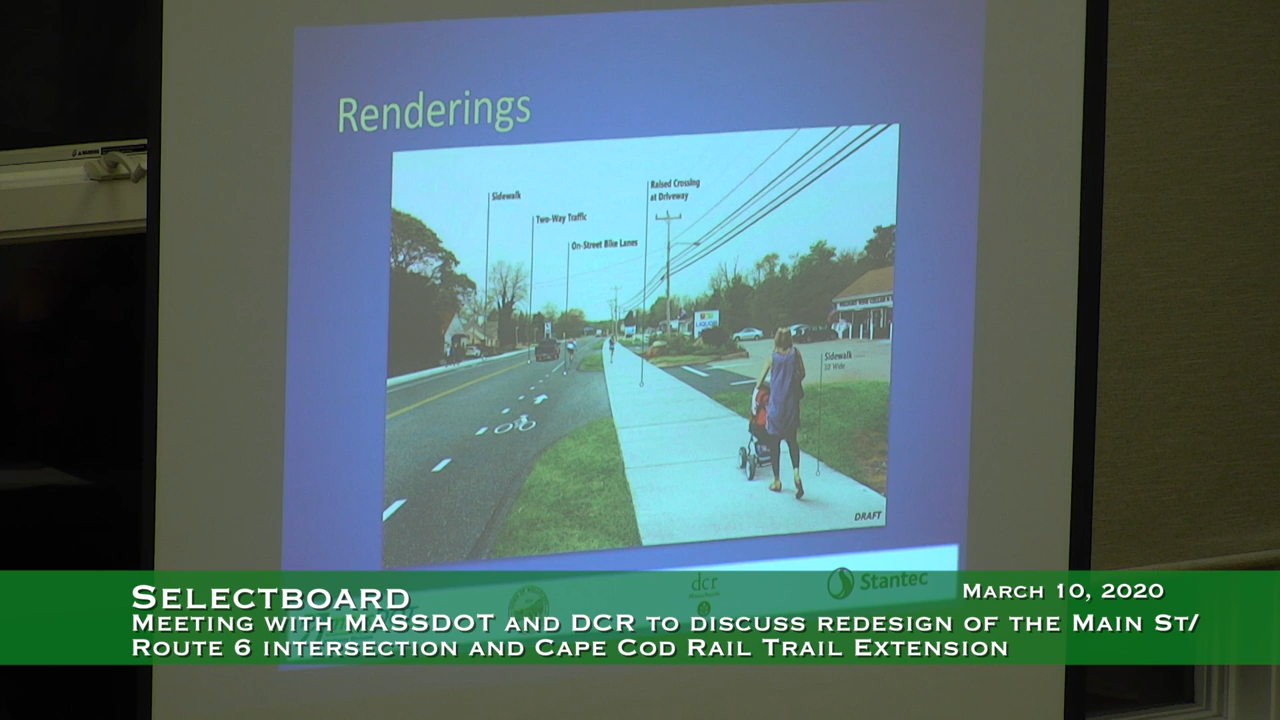 Renderings
Sidewalk
Two-Way Traffic
On-Street Bike Lanes
Raised Crossing
at Driveway
Sidewalk
DRAFT
dcr
Stantec
SELECTBOARD
MARCH 10, 2020
MEETING WITH MASSDOT AND DCR TO DISCUSS REDESIGN OF THE MAIN ST/
ROUTE 6 INTERSECTION AND CAPE COD RAIL TRAIL EXTENSION